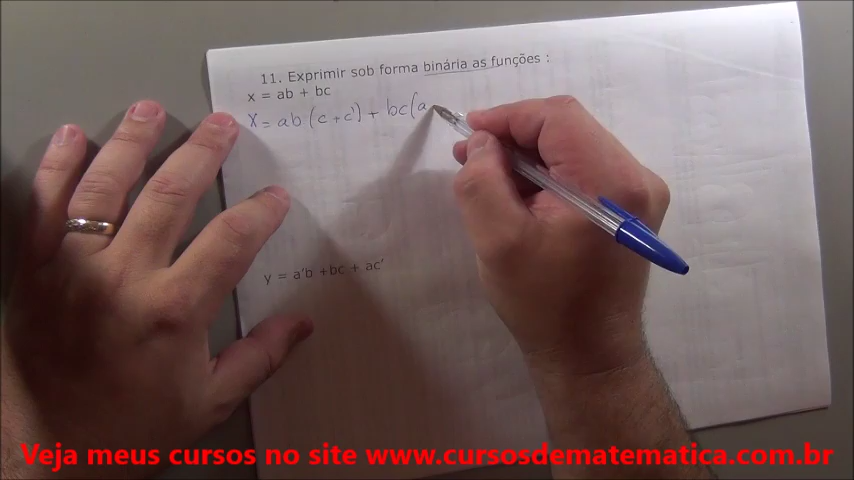 11. Exprimir sob forma binária as funções :
x = ab + bc
X = ab (c + c') + bc(a
y = a'b +bc + ac'
Veja meus cursos no site www.cursosdematematica.com.br